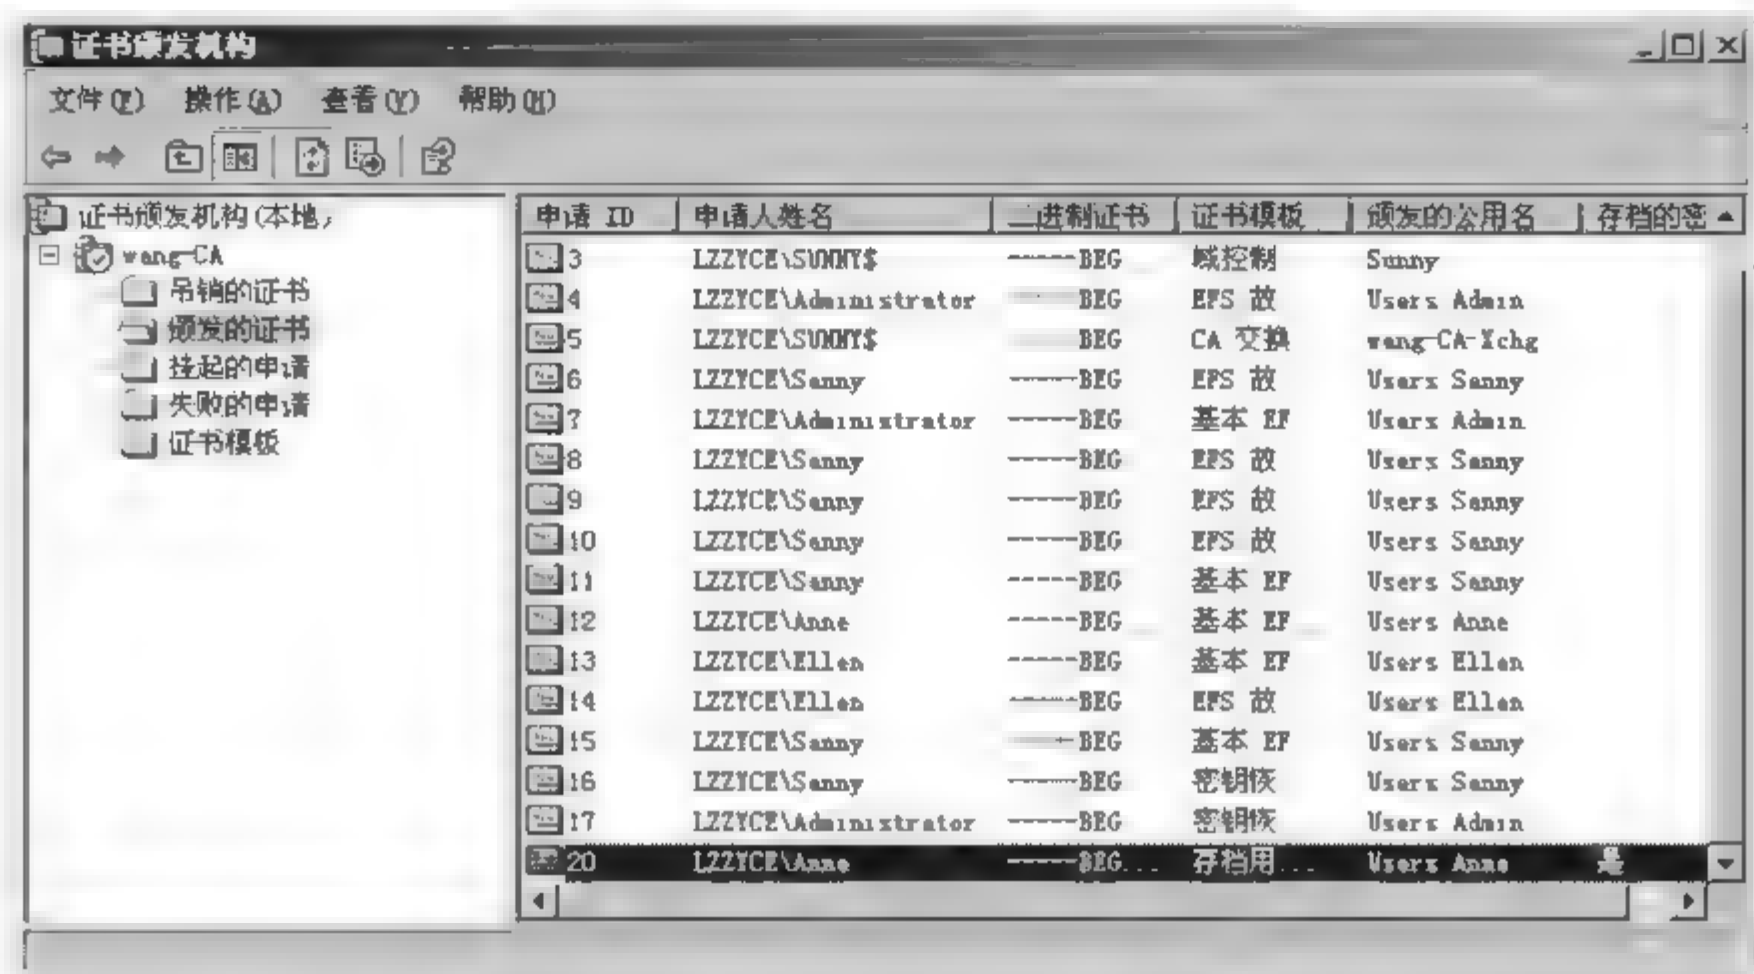 证书颁发机构
文件(F) 操作(A) 查看(V) 帮助(H)
证书颁发机构(本地)
wang-CA
吊销的证书
颁发的证书
挂起的申请
失败的申请
证书模板
申请 ID 申请人姓名 二进制证书 证书模板 颁发的公用名 存档的密
3 LZZYCE\SUNNY$ -----BEG 域控制 Sunny
4 LZZYCE\Administrator -----BEG EFS 故 Users Admin
5 LZZYCE\SUNNY$ -----BEG CA 交换 wang-CA-Xchg
6 LZZYCE\Sanny -----BEG EFS 故 Users Sanny
7 LZZYCE\Administrator -----BEG 基本 EF Users Admin
8 LZZYCE\Sanny -----BEG EFS 故 Users Sanny
9 LZZYCE\Sanny -----BEG EFS 故 Users Sanny
10 LZZYCE\Sanny -----BEG EFS 故 Users Sanny
11 LZZYCE\Sanny -----BEG 基本 EF Users Sanny
12 LZZYCE\Anne -----BEG 基本 EF Users Anne
13 LZZYCE\Ellen -----BEG 基本 EF Users Ellen
14 LZZYCE\Ellen -----BEG EFS 故 Users Ellen
15 LZZYCE\Sanny -----BEG 基本 EF Users Sanny
16 LZZYCE\Sanny -----BEG 密钥恢 Users Sanny
17 LZZYCE\Administrator -----BEG 密钥恢 Users Admin
20 LZZYCE\Anne -----BEG... 存档用... Users Anne 是